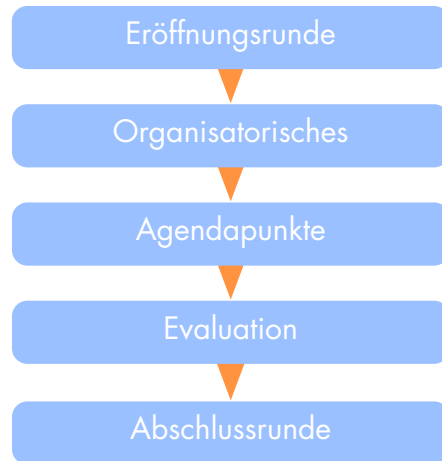 Eröffnungsrunde
Organisatorisches
Agendapunkte
Evaluation
Abschlussrunde